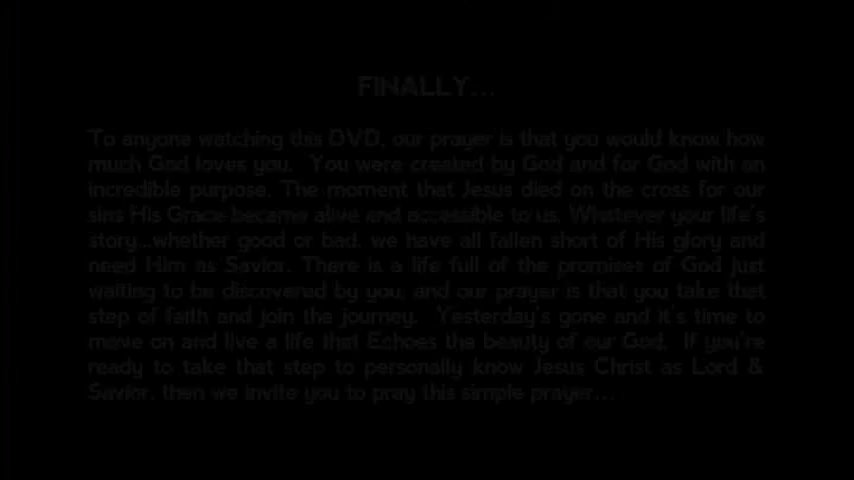 FINALLY...
To anyone watching this DVD, our prayer is that you would know how
much God loves you. You were created by God and for God with an
incredible purpose. The moment that Jesus died on the cross for our
sins His Grace became alive and accessible to us. Whatever your life's
story...whether good or bad, we have all fallen short of His glory and
need Him as Savior. There is a life full of the promises of God just
waiting to be discovered by you, and our prayer is that you take that
step of faith and join the journey. Yesterday's gone and it's time to
move on and live a life that Echoes the beauty of our God. If you're
ready to take that step to personally know Jesus Christ as Lord &
Savior, then we invite you to pray this simple prayer...